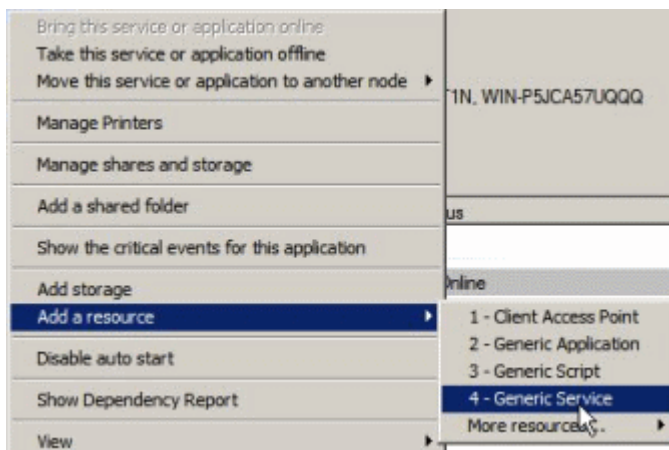 Bring this service or application online
Take this service or application offline
Move this service or application to another node
T1N, WIN-P5JCA57UQQQ
Manage Printers
Manage shares and storage
Add a shared folder
us
Show the critical events for this application
Add storage
Online
Add a resource
1 - Client Access Point
2 - Generic Application
Disable auto start
3 - Generic Script
Show Dependency Report
4 - Generic Service
More resources...
View